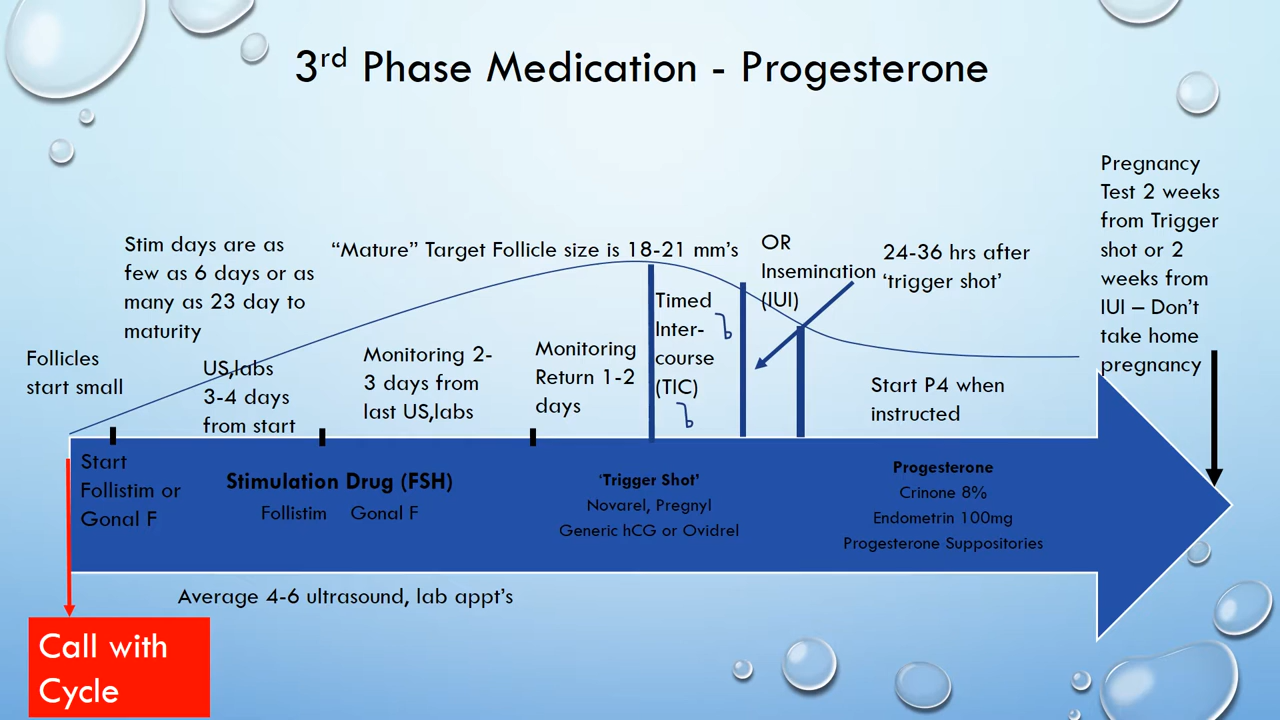 3rd Phase Medication - Progesterone
Pregnancy
Test 2 weeks
from Trigger
shot or 2
weeks from
IUI – Don't
take home
pregnancy
Stim days are as
few as 6 days or as
many as 23 day to
maturity
“Mature” Target Follicle size is 18-21 mm’s
OR
Insemination
(IUI)
24-36 hrs after
‘trigger shot’
Timed
Inter-
course
(TIC)
Follicles
start small
US,labs
3-4 days
from start
Monitoring 2-
3 days from
last US,labs
Monitoring
Return 1-2
days
Start P4 when
instructed
Start
Follistim or
Gonal F
Stimulation Drug (FSH)
Follistim Gonal F
‘Trigger Shot’
Novarel, Pregnyl
Generic hCG or Ovidrel
Progesterone
Crinone 8%
Endometrin 100mg
Progesterone Suppositories
Average 4-6 ultrasound, lab appt’s
Call with
Cycle